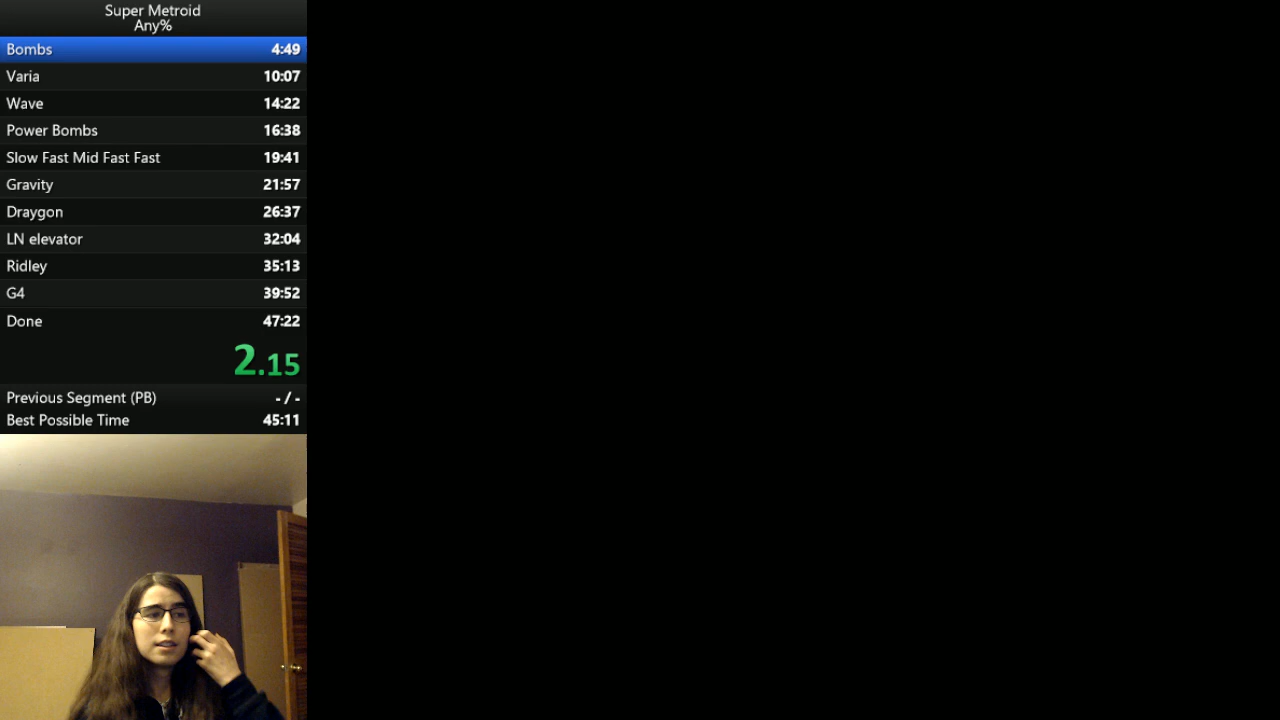 Super Metroid
Any%
Bombs 4:49
Varia 10:07
Wave 14:22
Power Bombs 16:38
Slow Fast Mid Fast Fast 19:41
Gravity 21:57
Draygon 26:37
LN elevator 32:04
Ridley 35:13
G4 39:52
Done 47:22
2.15
Previous Segment (PB) - / -
Best Possible Time 45:11